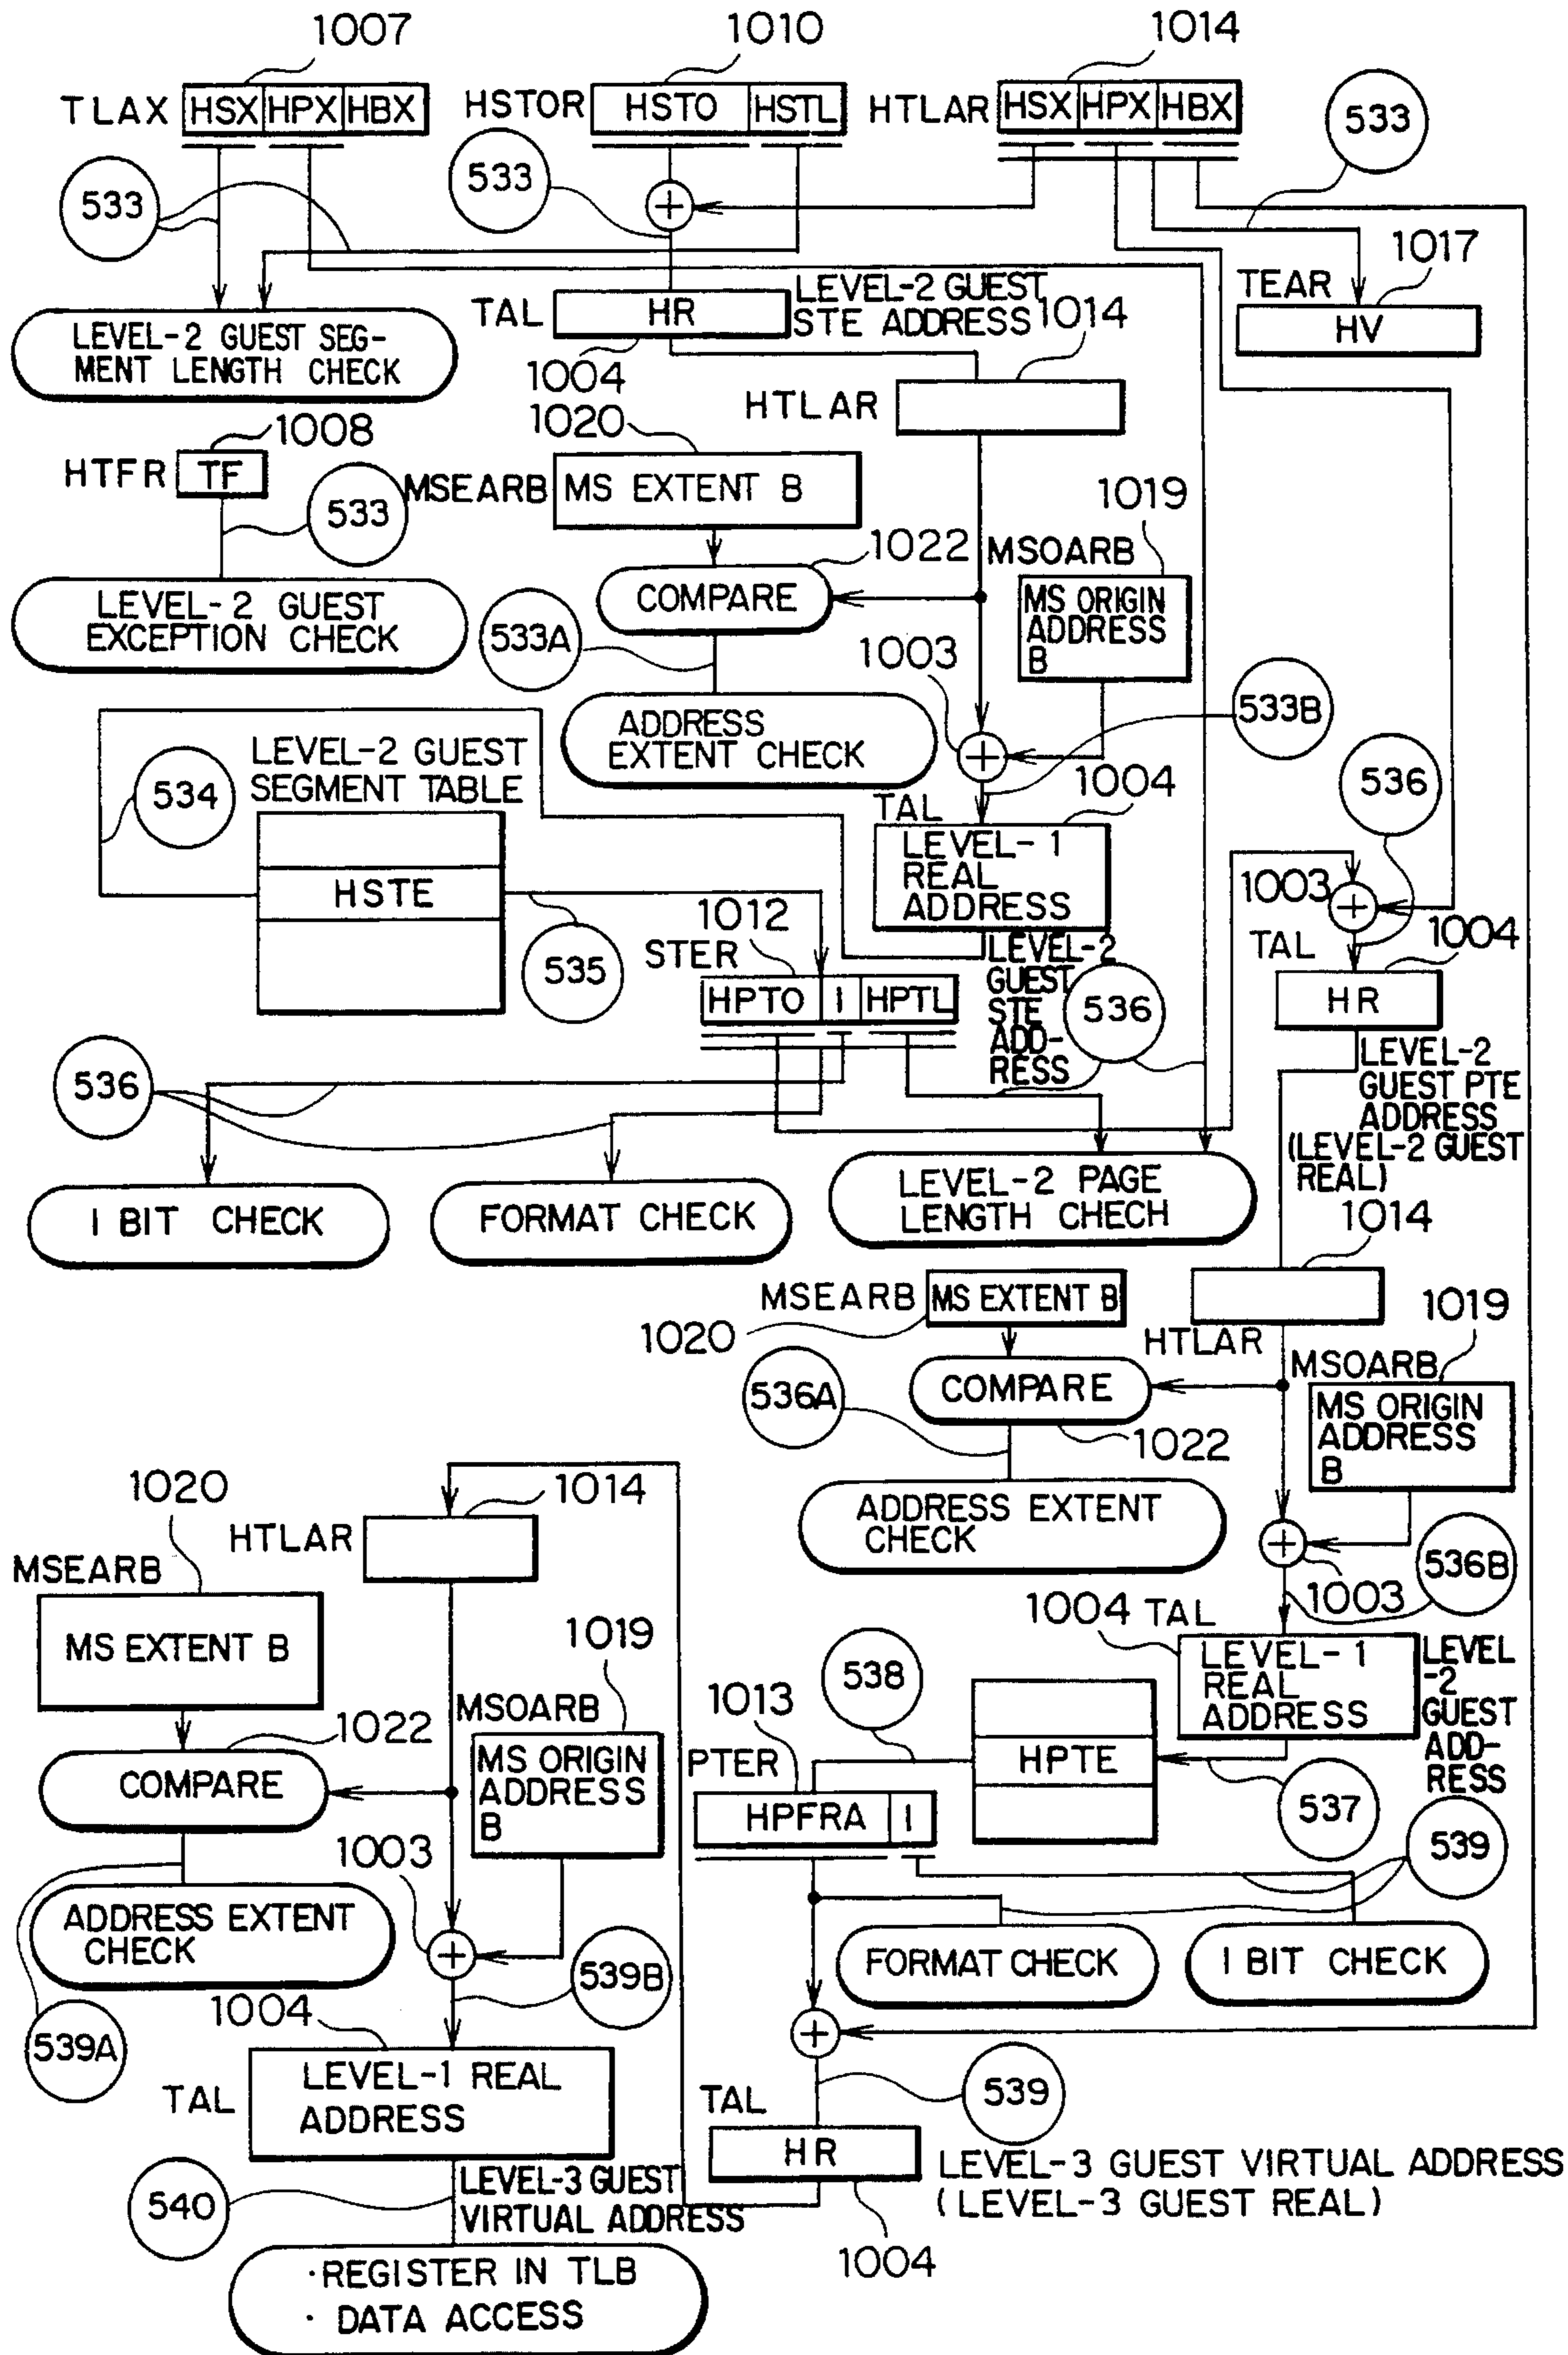 1007
1010
1014
TLAX HSX HPX HBX
HSTOR HSTO HSTL
HTLAR HSX HPX HBX
533
533
533
1017
TEAR
HV
TAL HR
LEVEL-2 GUEST
STE ADDRESS
1004
1014
HTLAR
LEVEL-2 GUEST SEG-
MENT LENGTH CHECK
1008
HTFR TF
533
LEVEL-2 GUEST
EXCEPTION CHECK
1020
MSEARB MS EXTENT B
1022
COMPARE
533A
ADDRESS
EXTENT CHECK
1019
MSOARB
MS ORIGIN
ADDRESS
B
1003
533B
1004
TAL
LEVEL-1
REAL
ADDRESS
LEVEL-2
GUEST
STE
ADD-
RESS
534
LEVEL-2 GUEST
SEGMENT TABLE
HSTE
535
1012
STER
HPTO I HPTL
536
536
536
1003
1004
TAL
HR
LEVEL-2
GUEST PTE
ADDRESS
(LEVEL-2 GUEST
REAL)
I BIT CHECK
FORMAT CHECK
LEVEL-2 PAGE
LENGTH CHECH
1014
HTLAR
MSEARB MS EXTENT B
1020
COMPARE
1022
536A
ADDRESS EXTENT
CHECK
1019
MSOARB
MS ORIGIN
ADDRESS
B
1003
536B
1004 TAL
LEVEL-1
REAL
ADDRESS
LEVEL
-2
GUEST
ADD-
RESS
537
HPTE
538
1013
PTER
HPFRA I
539
FORMAT CHECK
I BIT CHECK
539
TAL
HR
1004
LEVEL-3 GUEST VIRTUAL ADDRESS
(LEVEL-3 GUEST REAL)
1014
HTLAR
1020
MSEARB
MS EXTENT B
1022
COMPARE
1019
MSOARB
MS ORIGIN
ADDRESS
B
1003
ADDRESS EXTENT
CHECK
539A
539B
1004
TAL
LEVEL-1 REAL
ADDRESS
540
LEVEL-3 GUEST
VIRTUAL ADDRESS
·REGISTER IN TLB
· DATA ACCESS